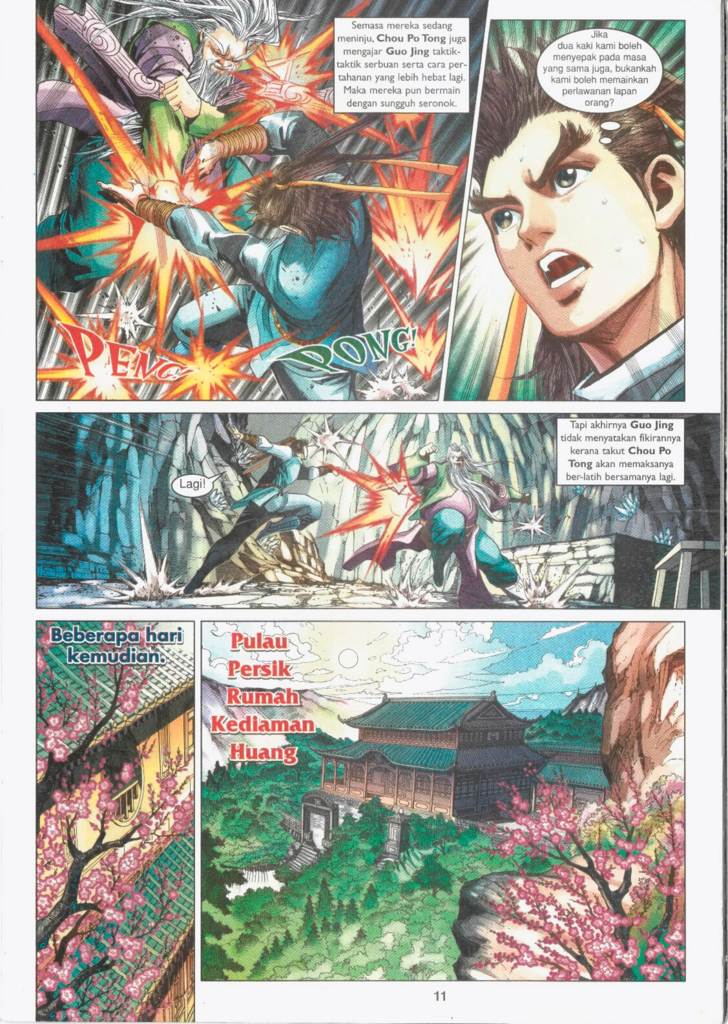 Semasa mereka sedang
meninju, Chou Po Tong juga
mengajar Guo Jing taktik-
taktik serbuan serta cara per-
tahanan yang lebih hebat lagi.
Maka mereka pun bermain
dengan sungguh seronok.
Jika
dua kaki kami boleh
menyepak pada masa
yang sama juga, bukankah
kami boleh memainkan
perlawanan lapan
orang?
PENG
PONG!
Tapi akhirnya Guo Jing
tidak menyatakan fikirannya
kerana takut Chou Po
Tong akan memaksanya
ber-latih bersamanya lagi.
Lagi!
Beberapa hari
kemudian.
Pulau
Persik
Rumah
Kediaman
Huang
11